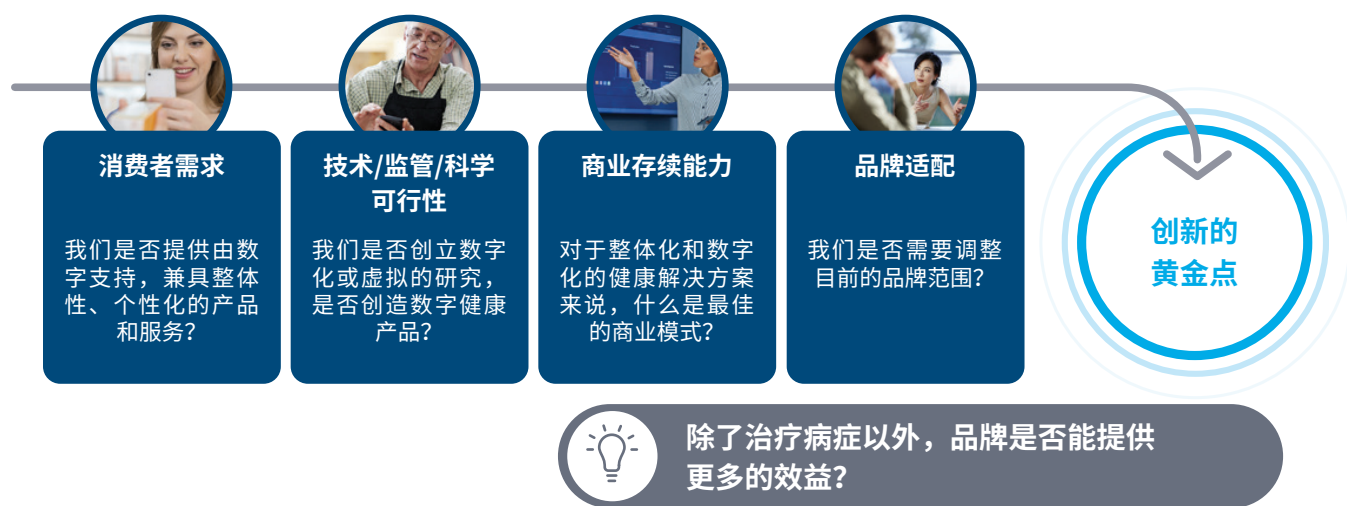 消费者需求
我们是否提供由数
字支持，兼具整体
性、个性化的产品
和服务？
技术/监管/科学
可行性
我们是否创立数字
化或虚拟的研究，
是否创造数字健康
产品？
商业存续能力
对于整体化和数字
化的健康解决方案
来说，什么是最佳
的商业模式？
品牌适配
我们是否需要调整
目前的品牌范围？
创新的
黄金点
除了治疗病症以外，品牌是否能提供
更多的效益？